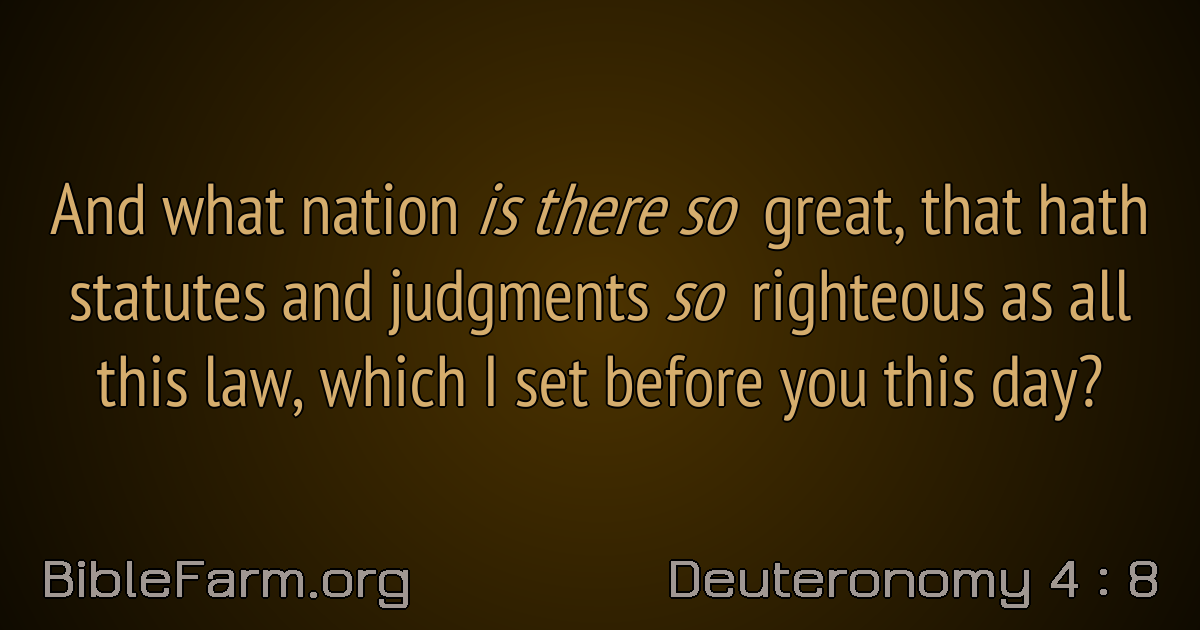 And what nation is there so great, that hath
statutes and judgments so righteous as all
this law, which I set before you this day?
BibleFarm.org
Deuteronomy 4 : 8